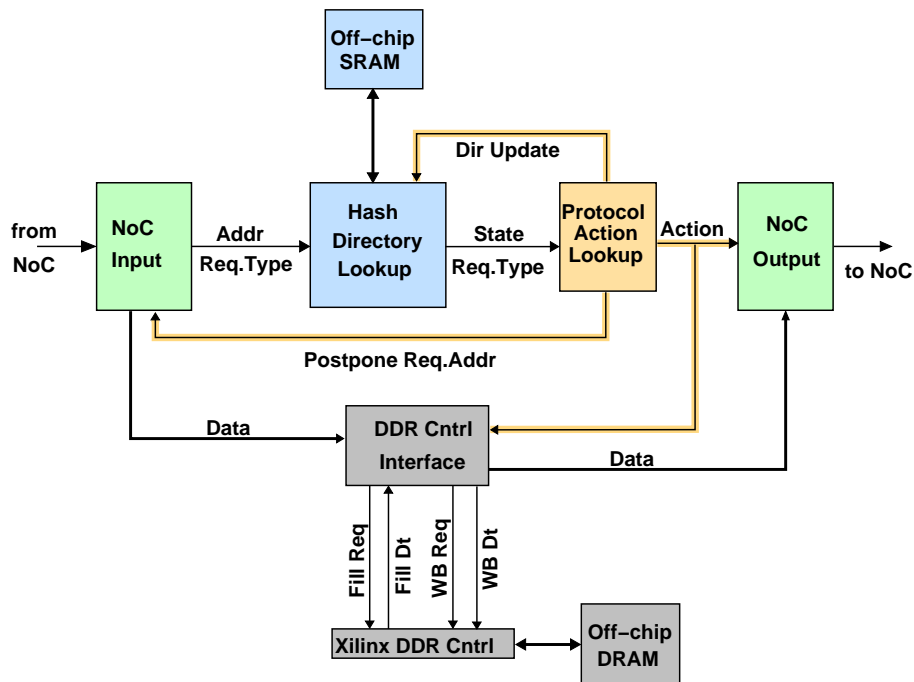 Off-chip
SRAM
Dir Update
from
NoC
NoC
Input
Addr
Req.Type
Hash
Directory
Lookup
State
Req.Type
Protocol
Action
Lookup
Action
NoC
Output
to NoC
Postpone Req.Addr
Data
DDR Cntrl
Interface
Data
Fill Req
Fill Dt
WB Req
WB Dt
Xilinx DDR Cntrl
Off-chip
DRAM